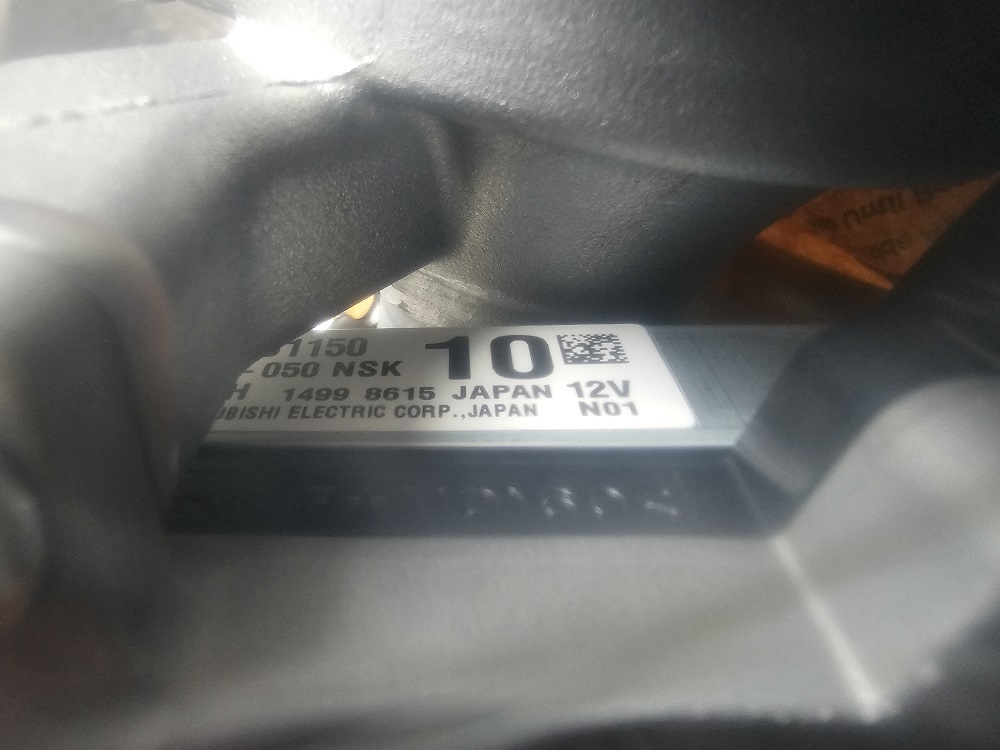 1150
050 NSK
10
H 1499 8615 JAPAN 12V
UBISHI ELECTRIC CORP.,JAPAN N01